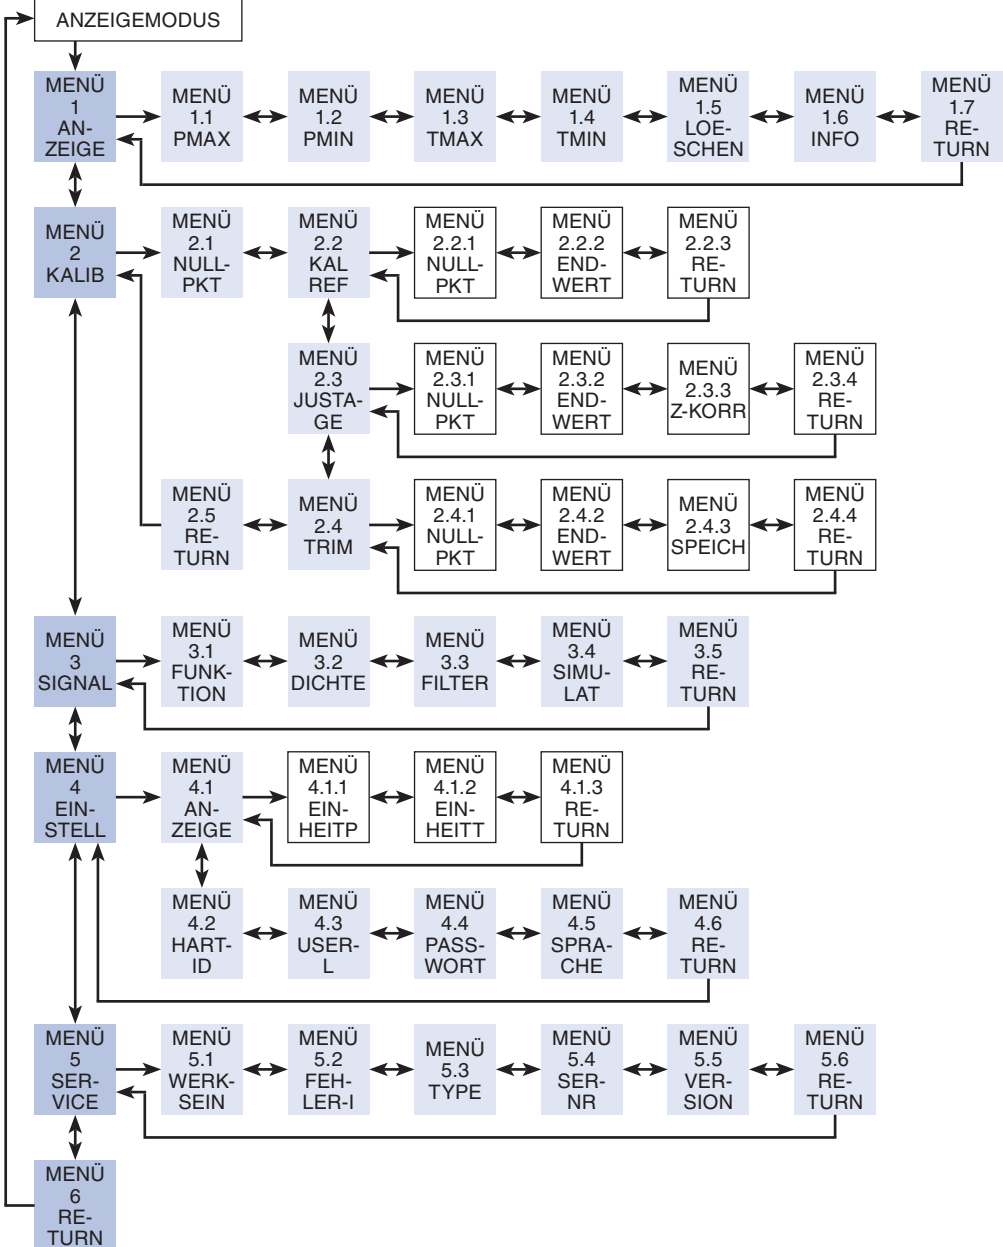 ANZEIGEMODUS
MENÜ
1
AN-
ZEIGE
MENÜ
1.1
PMAX
MENÜ
1.2
PMIN
MENÜ
1.3
TMAX
MENÜ
1.4
TMIN
MENÜ
1.5
LOE-
SCHEN
MENÜ
1.6
INFO
MENÜ
1.7
RE-
TURN
MENÜ
2
KALIB
MENÜ
2.1
NULL-
PKT
MENÜ
2.2
KAL
REF
MENÜ
2.2.1
NULL-
PKT
MENÜ
2.2.2
END-
WERT
MENÜ
2.2.3
RE-
TURN
MENÜ
2.3
JUSTA-
GE
MENÜ
2.3.1
NULL-
PKT
MENÜ
2.3.2
END-
WERT
MENÜ
2.3.3
Z-KORR
MENÜ
2.3.4
RE-
TURN
MENÜ
2.5
RE-
TURN
MENÜ
2.4
TRIM
MENÜ
2.4.1
NULL-
PKT
MENÜ
2.4.2
END-
WERT
MENÜ
2.4.3
SPEICH
MENÜ
2.4.4
RE-
TURN
MENÜ
3
SIGNAL
MENÜ
3.1
FUNK-
TION
MENÜ
3.2
DICHTE
MENÜ
3.3
FILTER
MENÜ
3.4
SIMU-
LAT
MENÜ
3.5
RE-
TURN
MENÜ
4
EIN-
STELL
MENÜ
4.1
AN-
ZEIGE
MENÜ
4.1.1
EIN-
HEITP
MENÜ
4.1.2
EIN-
HEITT
MENÜ
4.1.3
RE-
TURN
MENÜ
4.2
HART-
ID
MENÜ
4.3
USER-
L
MENÜ
4.4
PASS-
WORT
MENÜ
4.5
SPRA-
CHE
MENÜ
4.6
RE-
TURN
MENÜ
5
SER-
VICE
MENÜ
5.1
WERK-
SEIN
MENÜ
5.2
FEH-
LER-I
MENÜ
5.3
TYPE
MENÜ
5.4
SER-
NR
MENÜ
5.5
VER-
SION
MENÜ
5.6
RE-
TURN
MENÜ
6
RE-
TURN